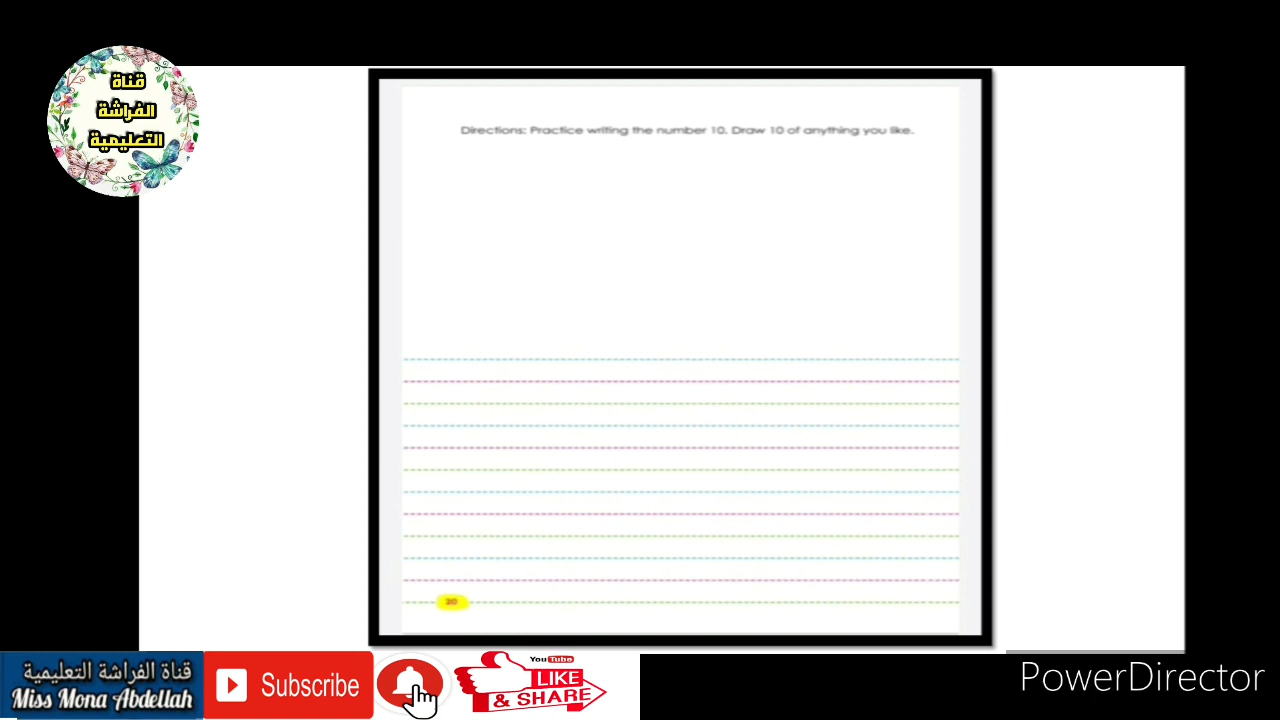 قناة
الفراشة
التعليمية
Directions: Practice writing the number 10. Draw 10 of anything you like.
30
قناة الفراشة التعليمية
Miss Mona Abdellah
Subscribe
YouTube
LIKE
& SHARE
PowerDirector